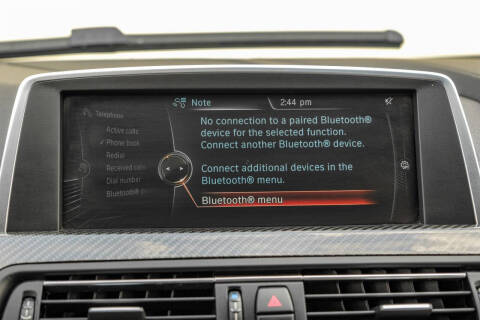 Note
2:44 pm
Telephone
Active calls
Phone book
Redial
Received calls
Dial number
Bluetooth®
No connection to a paired Bluetooth®
device for the selected function.
Connect another Bluetooth® device.
Connect additional devices in the
Bluetooth® menu.
Bluetooth® menu